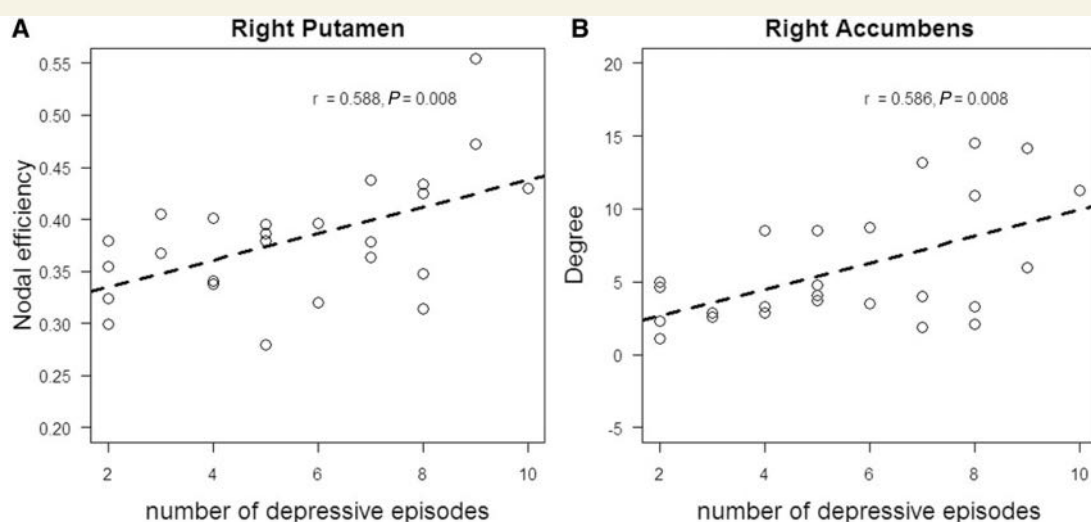 A Right Putamen
r = 0.588, P = 0.008
Nodal efficiency
0.55
0.50
0.45
0.40
0.35
0.30
0.25
0.20
2 4 6 8 10
number of depressive episodes
B Right Accumbens
r = 0.586, P = 0.008
Degree
20
15
10
5
0
-5
2 4 6 8 10
number of depressive episodes